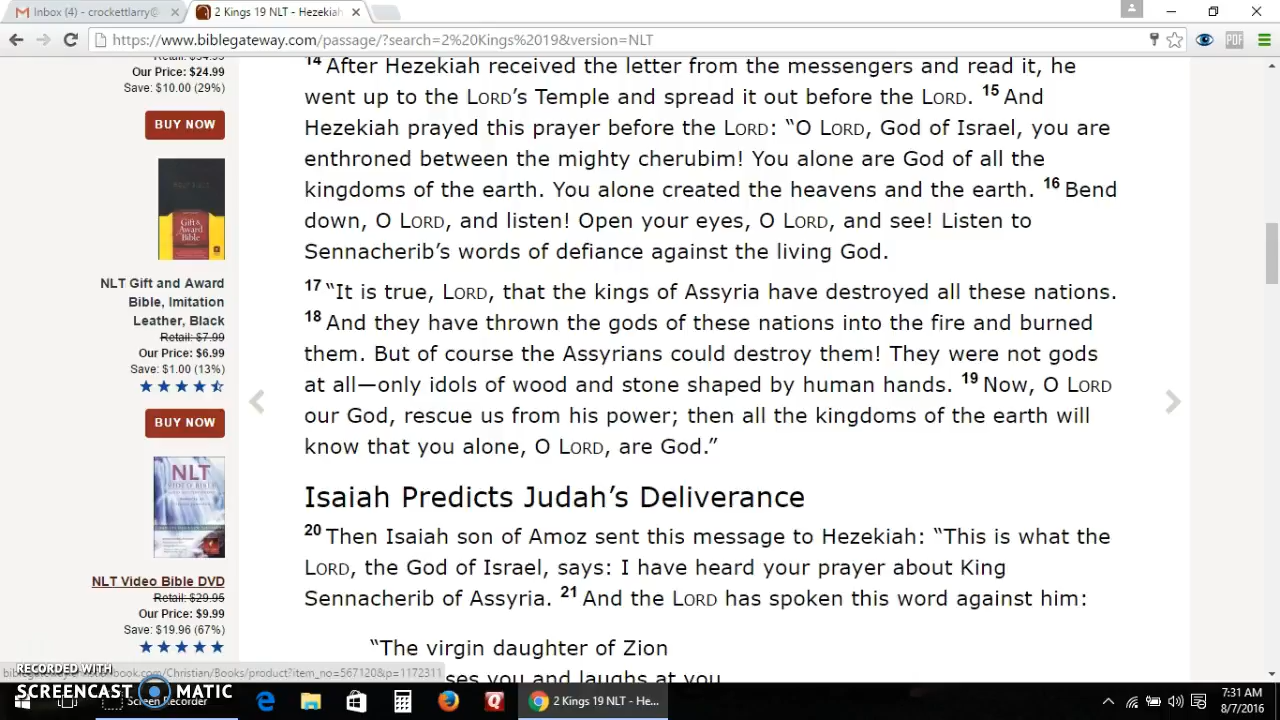 Inbox (4) - crockettlarry@
2 Kings 19 NLT - Hezekiah
https://www.biblegateway.com/passage/?search=2%20Kings%2019&version=NLT
PDF
Our Price: $24.99
Save: $10.00 (29%)
BUY NOW
Gift & Award Bible
NLT Gift and Award
Bible, Imitation
Leather, Black
Retail: $7.99
Our Price: $6.99
Save: $1.00 (13%)
BUY NOW
NLT
NLT Video Bible DVD
Retail: $29.95
Our Price: $9.99
Save: $19.96 (67%)
14 After Hezekiah received the letter from the messengers and read it, he
went up to the LORD’s Temple and spread it out before the LORD. 15 And
Hezekiah prayed this prayer before the LORD: “O LORD, God of Israel, you are
enthroned between the mighty cherubim! You alone are God of all the
kingdoms of the earth. You alone created the heavens and the earth. 16 Bend
down, O LORD, and listen! Open your eyes, O LORD, and see! Listen to
Sennacherib’s words of defiance against the living God.
17 “It is true, LORD, that the kings of Assyria have destroyed all these nations.
18 And they have thrown the gods of these nations into the fire and burned
them. But of course the Assyrians could destroy them! They were not gods
at all—only idols of wood and stone shaped by human hands. 19 Now, O LORD
our God, rescue us from his power; then all the kingdoms of the earth will
know that you alone, O LORD, are God.”
Isaiah Predicts Judah’s Deliverance
20 Then Isaiah son of Amoz sent this message to Hezekiah: “This is what the
LORD, the God of Israel, says: I have heard your prayer about King
Sennacherib of Assyria. 21 And the LORD has spoken this word against him:
“The virgin daughter of Zion
you and laughs at you.
RECORDED WITH
SCREENCAST MATIC
Screen Recorder
2 Kings 19 NLT - He...
7:31 AM
8/7/2016